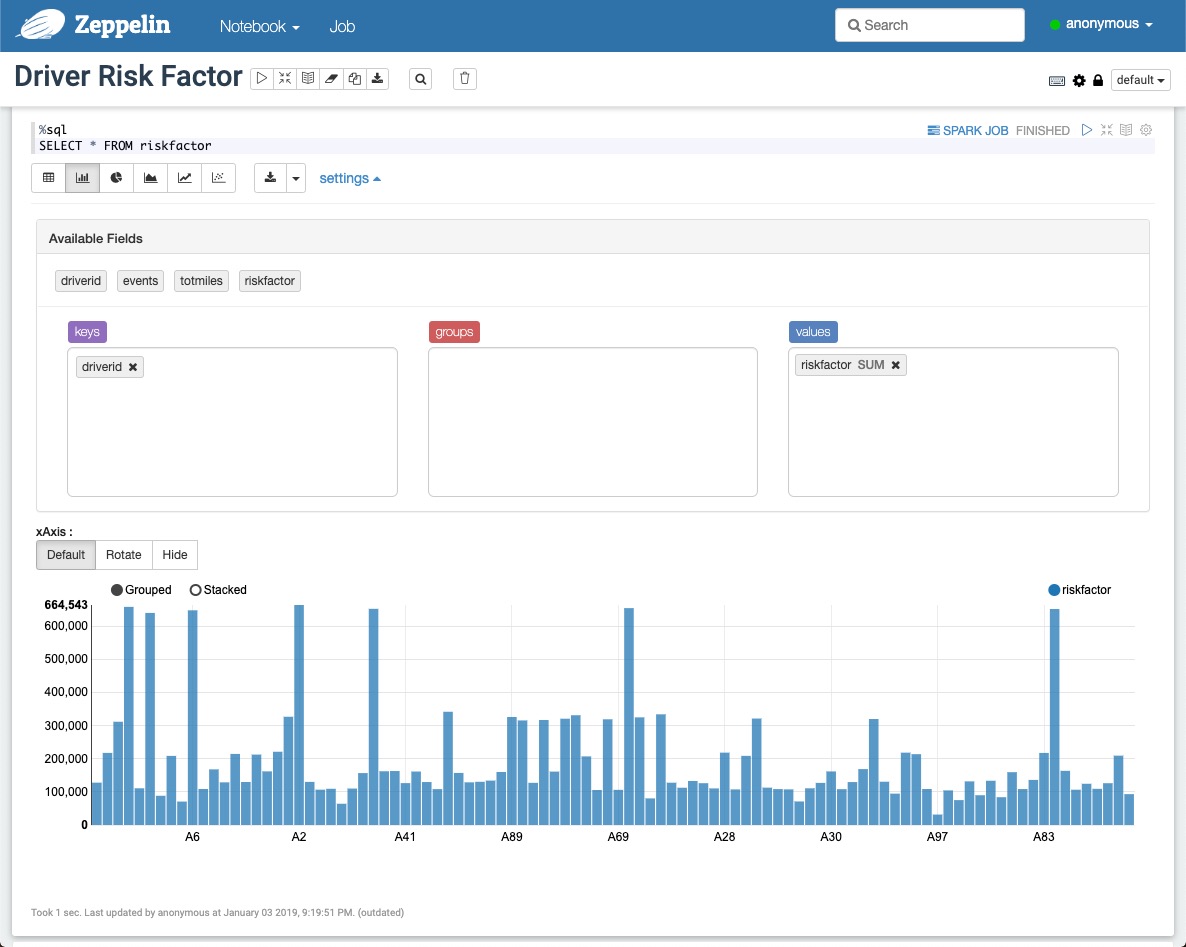 Zeppelin Notebook Job Search anonymous
Driver Risk Factor default
%sql
SPARK JOB FINISHED
SELECT * FROM riskfactor
settings
Available Fields
driverid events totmiles riskfactor
keys groups values
driverid riskfactor SUM
xAxis :
Default Rotate Hide
Grouped Stacked riskfactor
664,543
600,000
500,000
400,000
300,000
200,000
100,000
0
A6 A2 A41 A89 A69 A28 A30 A97 A83
Took 1 sec. Last updated by anonymous at January 03 2019, 9:19:51 PM. (outdated)